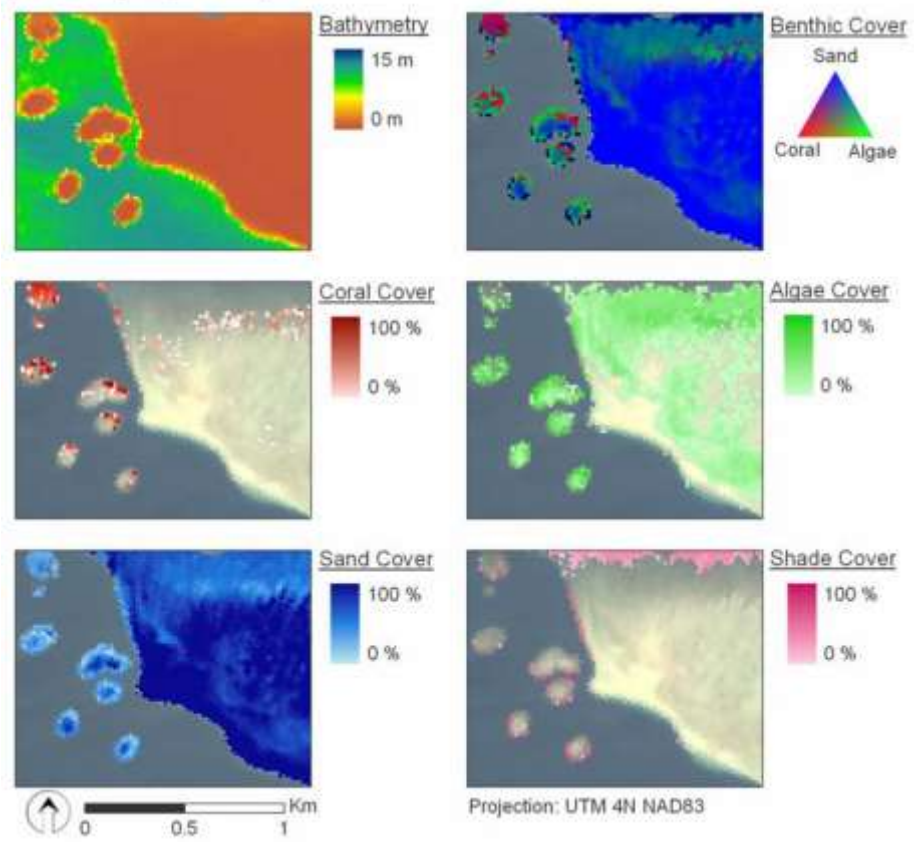 Bathymetry
15 m
0 m
Benthic Cover
Sand
Coral Algae
Coral Cover
100 %
0 %
Algae Cover
100 %
0 %
Sand Cover
100 %
0 %
Shade Cover
100 %
0 %
Km
0 0.5 1
Projection: UTM 4N NAD83